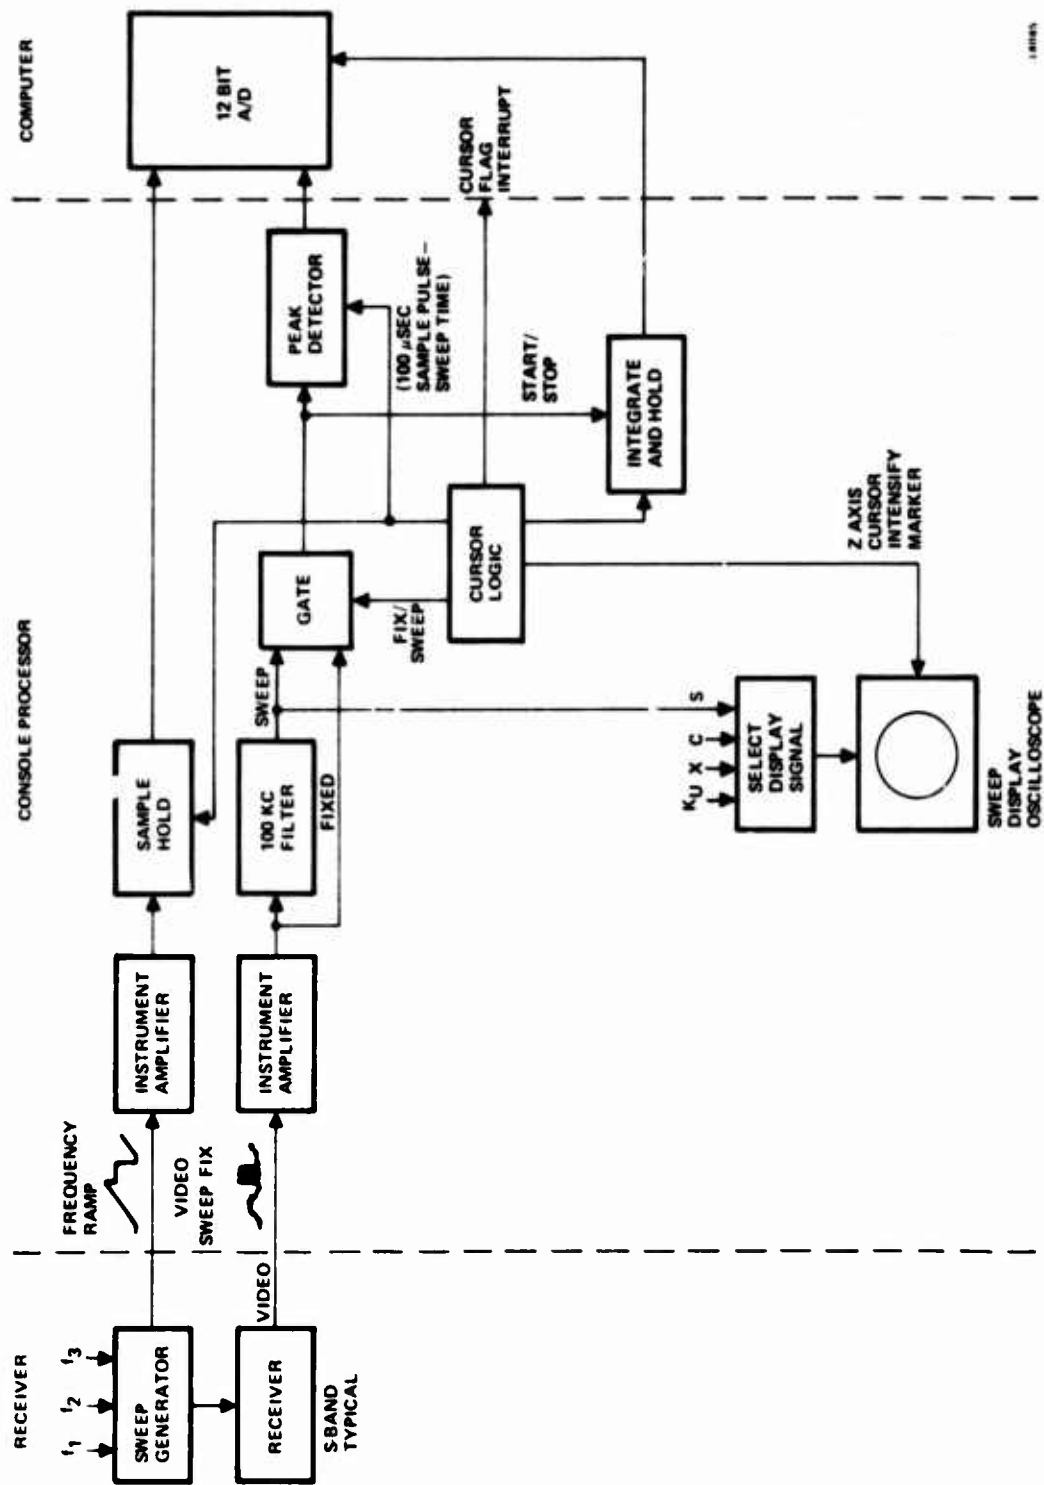 RECEIVER
CONSOLE PROCESSOR
COMPUTER
f1
f2
f3
SWEEP
GENERATOR
FREQUENCY
RAMP
INSTRUMENT
AMPLIFIER
SAMPLE
HOLD
12 BIT
A/D
RECEIVER
S-BAND
TYPICAL
VIDEO
VIDEO
SWEEP FIX
INSTRUMENT
AMPLIFIER
100 KC
FILTER
FIXED
SWEEP
GATE
PEAK
DETECTOR
(100 μSEC
SAMPLE PULSE –
SWEEP TIME)
FIX/
SWEEP
CURSOR
LOGIC
CURSOR
FLAG
INTERRUPT
START/
STOP
INTEGRATE
AND HOLD
KU X C S
SELECT
DISPLAY
SIGNAL
Z AXIS
CURSOR
INTENSIFY
MARKER
SWEEP
DISPLAY
OSCILLOSCOPE